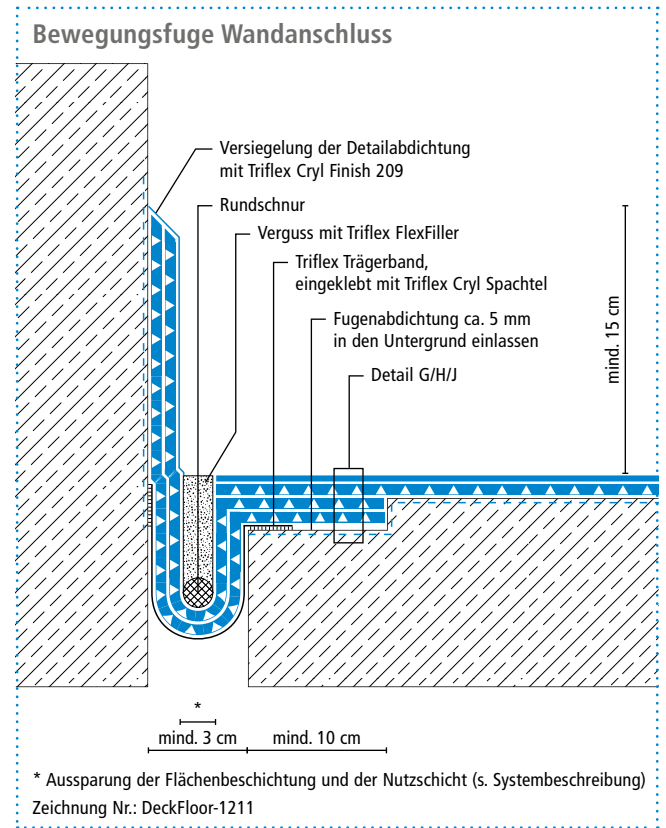 Bewegungsfuge Wandanschluss
Versiegelung der Detailabdichtung
mit Triflex Cryl Finish 209
Rundschnur
Verguss mit Triflex FlexFiller
Triflex Trägerband,
eingeklebt mit Triflex Cryl Spachtel
Fugenabdichtung ca. 5 mm
in den Untergrund einlassen
Detail G/H/J
mind. 15 cm
*
mind. 3 cm
mind. 10 cm
* Aussparung der Flächenbeschichtung und der Nutzschicht (s. Systembeschreibung)
Zeichnung Nr.: DeckFloor-1211